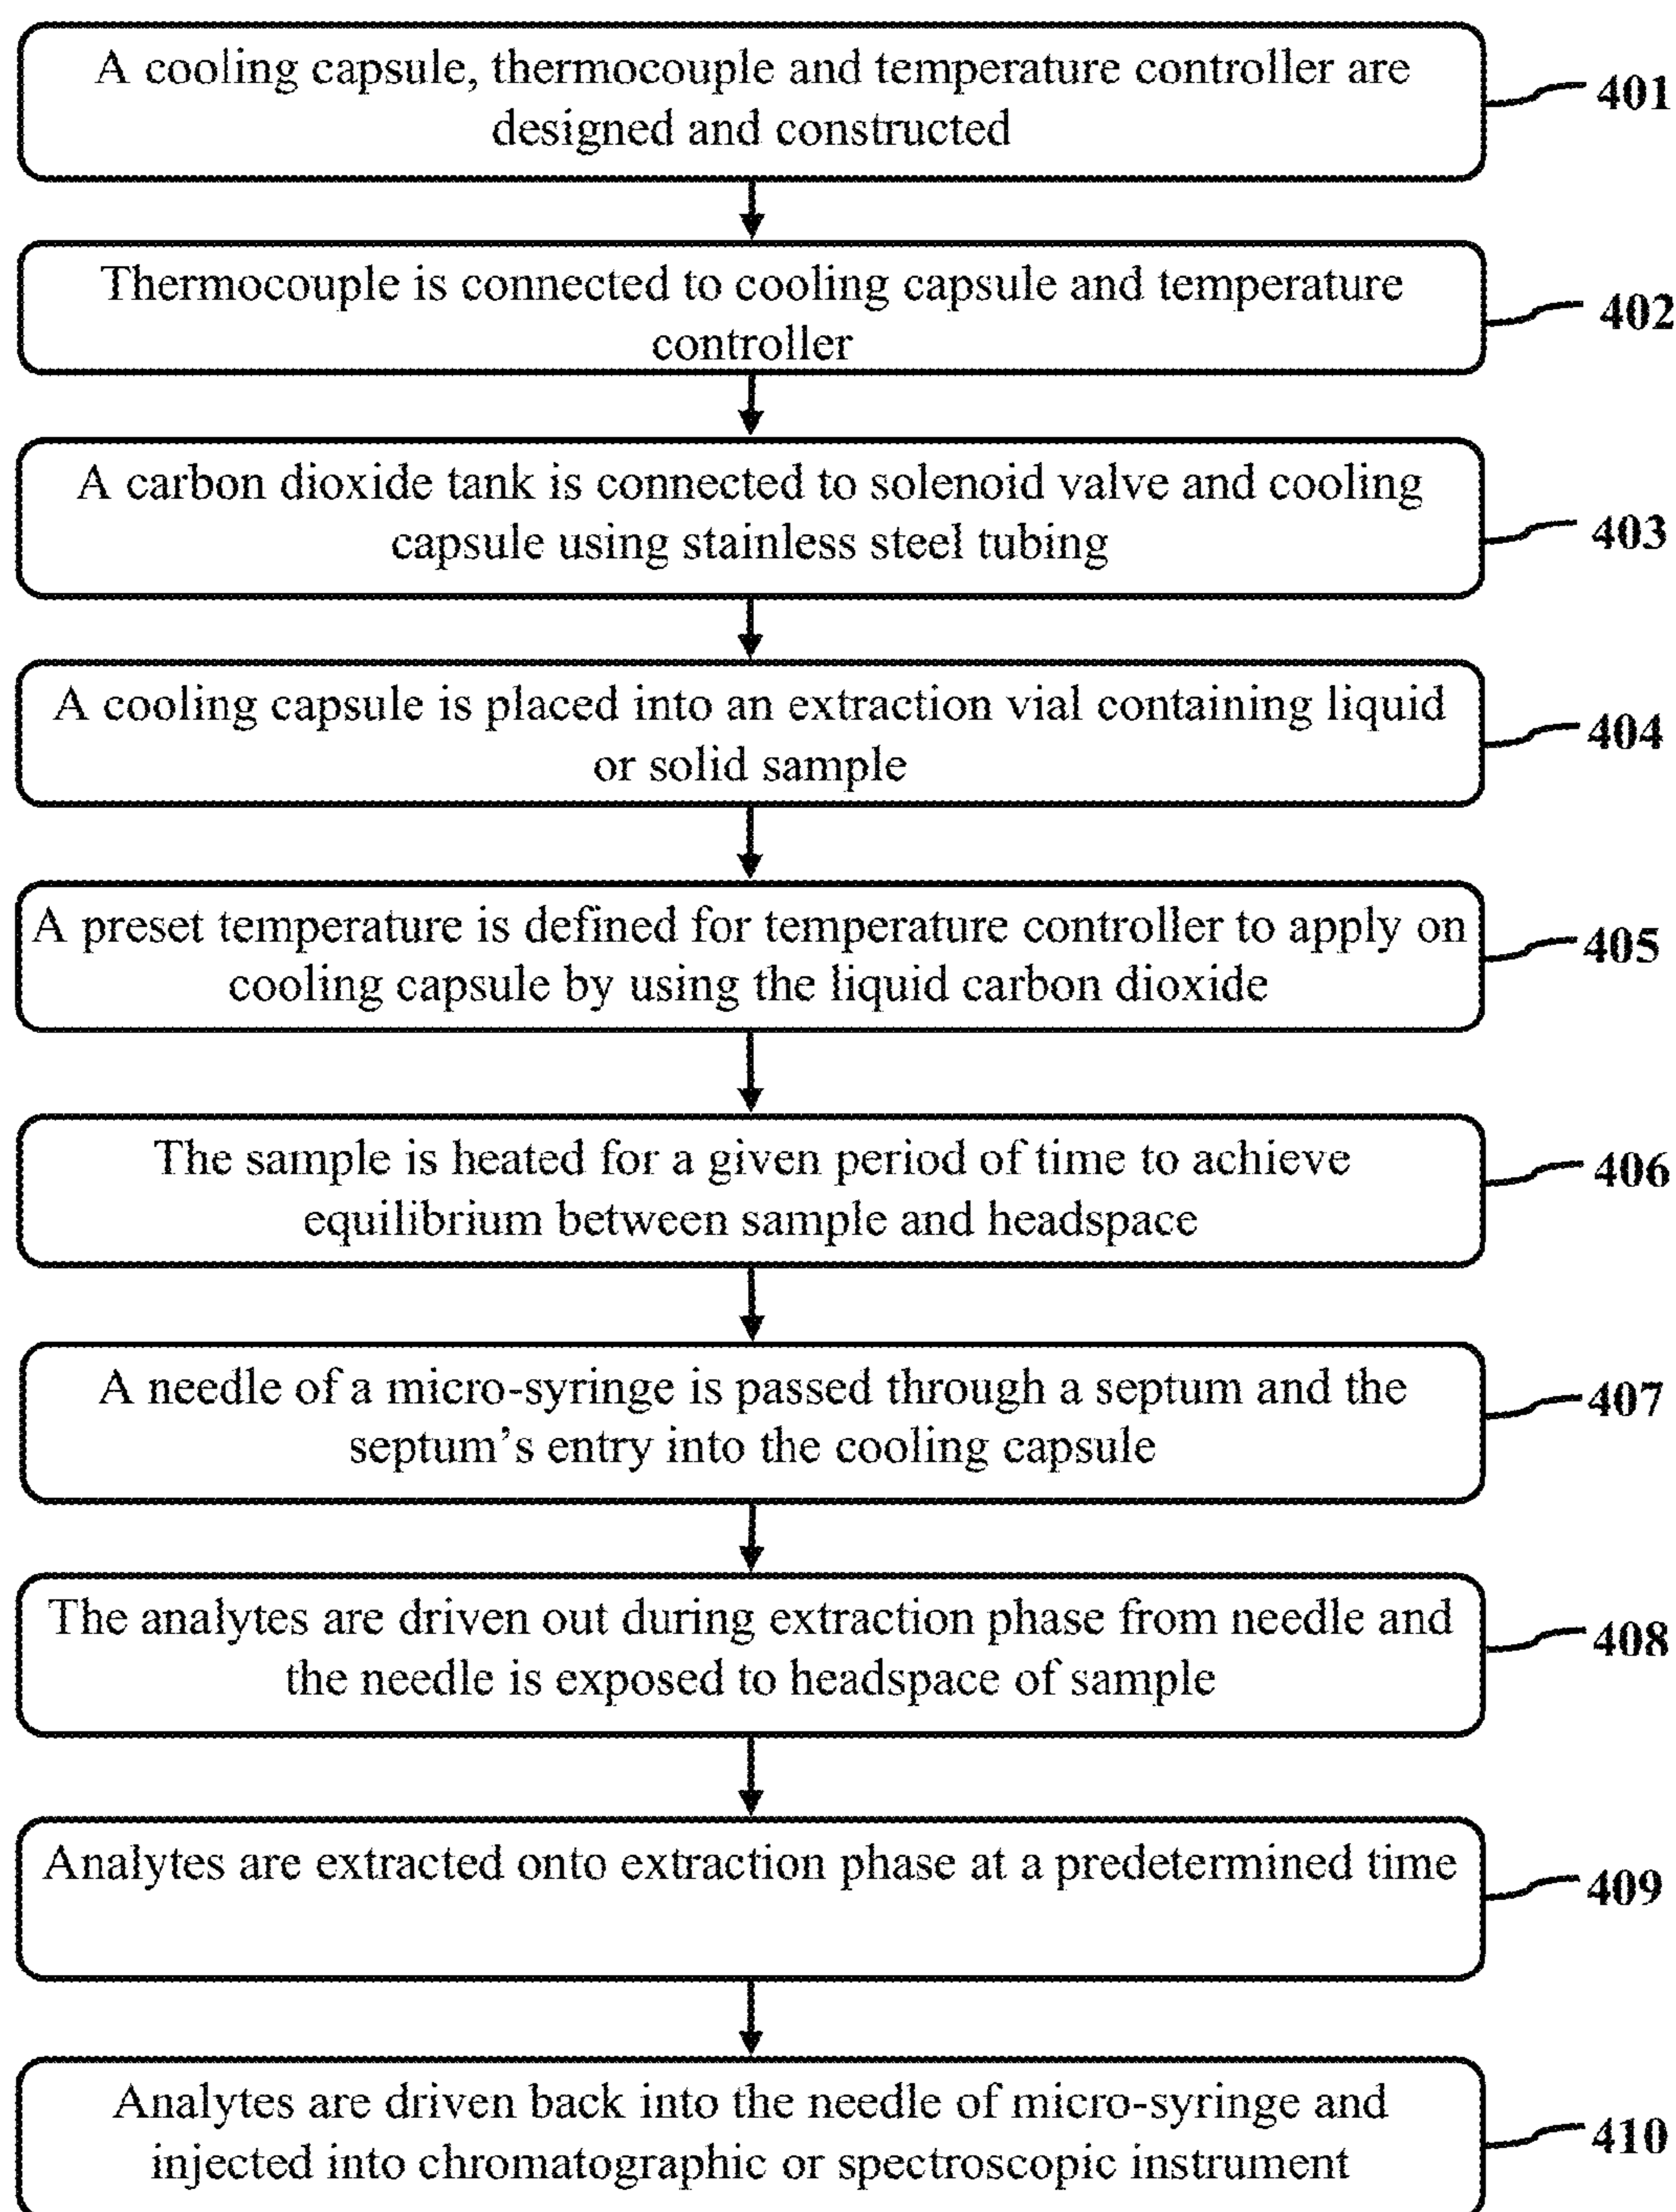 A cooling capsule, thermocouple and temperature controller are
designed and constructed
401
Thermocouple is connected to cooling capsule and temperature
controller
402
A carbon dioxide tank is connected to solenoid valve and cooling
capsule using stainless steel tubing
403
A cooling capsule is placed into an extraction vial containing liquid
or solid sample
404
A preset temperature is defined for temperature controller to apply on
cooling capsule by using the liquid carbon dioxide
405
The sample is heated for a given period of time to achieve
equilibrium between sample and headspace
406
A needle of a micro-syringe is passed through a septum and the
septum's entry into the cooling capsule
407
The analytes are driven out during extraction phase from needle and
the needle is exposed to headspace of sample
408
Analytes are extracted onto extraction phase at a predetermined time
409
Analytes are driven back into the needle of micro-syringe and
injected into chromatographic or spectroscopic instrument
410